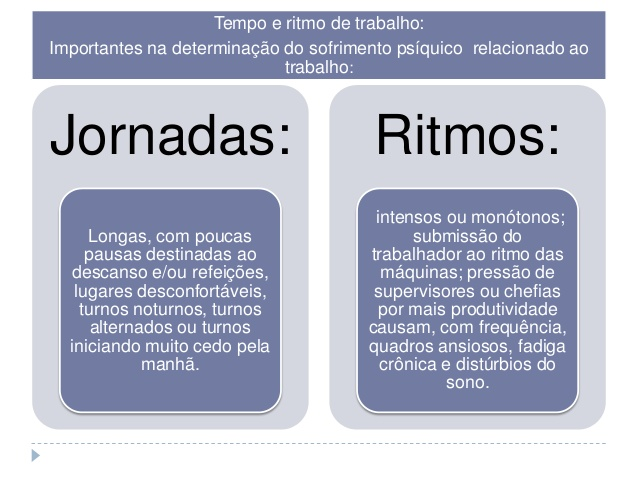 Tempo e ritmo de trabalho:
Importantes na determinação do sofrimento psíquico relacionado ao
trabalho:
Jornadas:
Longas, com poucas
pausas destinadas ao
descanso e/ou refeições,
lugares desconfortáveis,
turnos noturnos, turnos
alternados ou turnos
iniciando muito cedo pela
manhã.
Ritmos:
intensos ou monótonos;
submissão do
trabalhador ao ritmo das
máquinas; pressão de
supervisores ou chefias
por mais produtividade
causam, com frequência,
quadros ansiosos, fadiga
crônica e distúrbios do
sono.